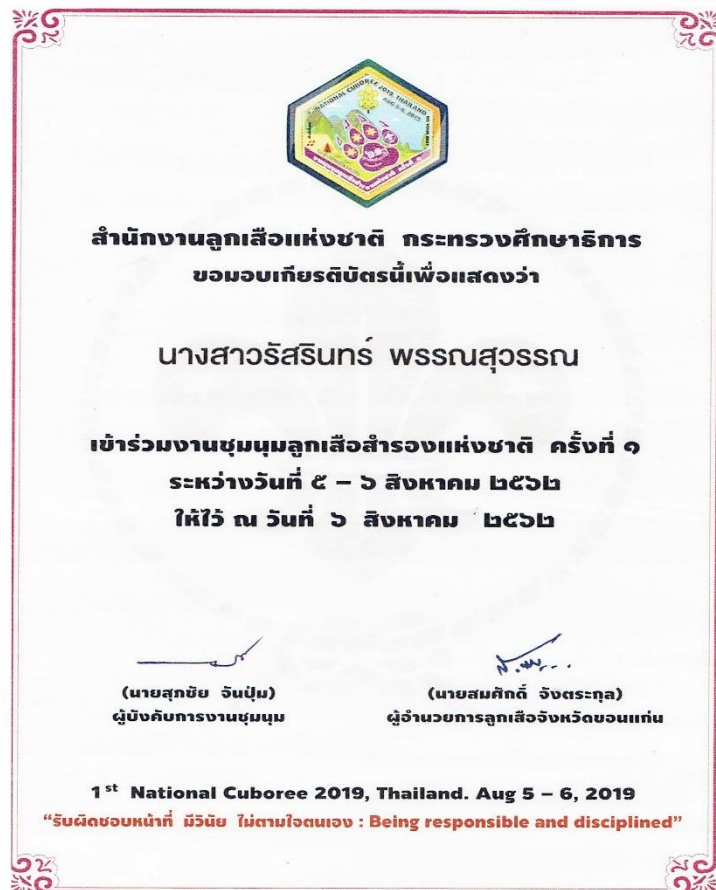 NATIONAL CUBOREE 2019, THAILAND
AUG 5-6, 2019
สำนักงานลูกเสือแห่งชาติ กระทรวงศึกษาธิการ
ขอมอบเกียรติบัตรนี้เพื่อแสดงว่า
นางสาวรัสรินทร์ พรรณสุวรรณ
เข้าร่วมงานชุมนุมลูกเสือสำรองแห่งชาติ ครั้งที่ ๑
ระหว่างวันที่ ๕ – ๖ สิงหาคม ๒๕๖๒
ให้ไว้ ณ วันที่ ๖ สิงหาคม ๒๕๖๒
(นายสุภชัย จันปุ่ม) (นายสมศักดิ์ จังตระกุล)
ผู้บังคับการงานชุมนุม ผู้อำนวยการลูกเสือจังหวัดขอนแก่น
1st National Cuboree 2019, Thailand. Aug 5 – 6, 2019
“รับผิดชอบหน้าที่ มีวินัย ไม่ตามใจตนเอง : Being responsible and disciplined”